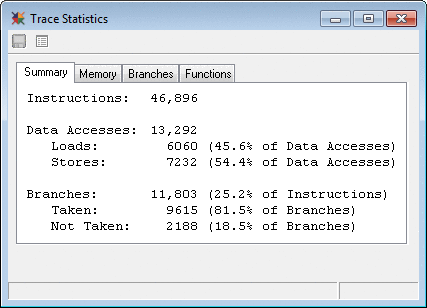 Trace Statistics
Summary Memory Branches Functions
Instructions: 46,896
Data Accesses: 13,292
Loads: 6060 (45.6% of Data Accesses)
Stores: 7232 (54.4% of Data Accesses)
Branches: 11,803 (25.2% of Instructions)
Taken: 9615 (81.5% of Branches)
Not Taken: 2188 (18.5% of Branches)